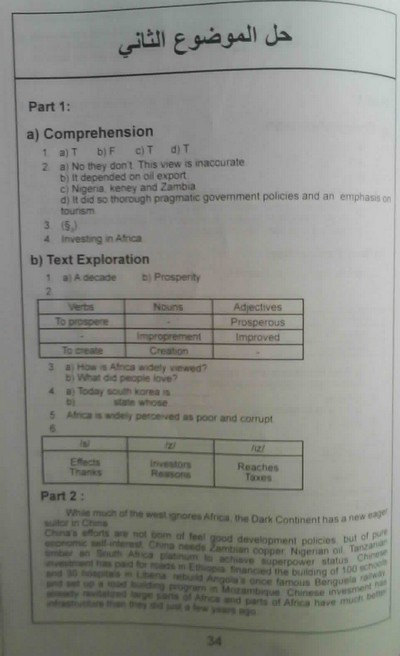 حل الموضوع الثاني
Part 1:
a) Comprehension
1. a) T b) F c) T d) T
2. a) No they don't. This view is inaccurate.
b) It depended on oil export
c) Nigeria, keney and Zambia
d) It did so thorough pragmatic government policies and an emphasis on
tourism
3. (§2)
4. Investing in Africa
b) Text Exploration
1. a) A decade b) Prosperity
2.
Verbs Nouns Adjectives
To prospere - Prosperous
- Improprement Improved
To create Creation -
3. a) How is Africa widely viewed?
b) What did people love?
4. a) Today south korea is
b) state whose
5. Africa is widely perceived as poor and corrupt
6.
/s/ /z/ /iz/
Effects Investors Reaches
Thanks Reasons Taxes
Part 2 :
While much of the west ignores Africa, the Dark Continent has a new eager
suitor in China
China's efforts are not born of feel good development policies, but of pure
economic self-interest. China needs Zambian copper, Nigerian oil, Tanzanian
timber an South Africa platinum to achieve superpower status. Chinese
investment has paid for roads in Ethiopia financied the building of 100 schools
and 30 hospitals in Liberia, rebuild Angola's once famous Benguela railway
and set up a road building program in Mozambique. Chinese invesment has
already revitalized large parts of Africa and parts of Africa have much better
infrastructure than they did just a few years ago.
34